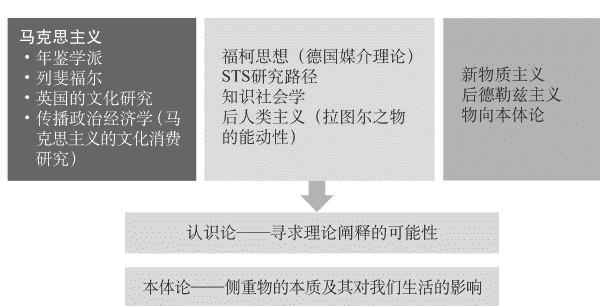 马克思主义
·年鉴学派
·列斐福尔
·英国的文化研究
·传播政治经济学（马
克思主义的文化消费
研究）
福柯思想（德国媒介理论）
STS研究路径
知识社会学
后人类主义（拉图尔之物
的能动性）
新物质主义
后德勒兹主义
物向本体论
认识论——寻求理论阐释的可能性
本体论——侧重物的本质及其对我们生活的影响